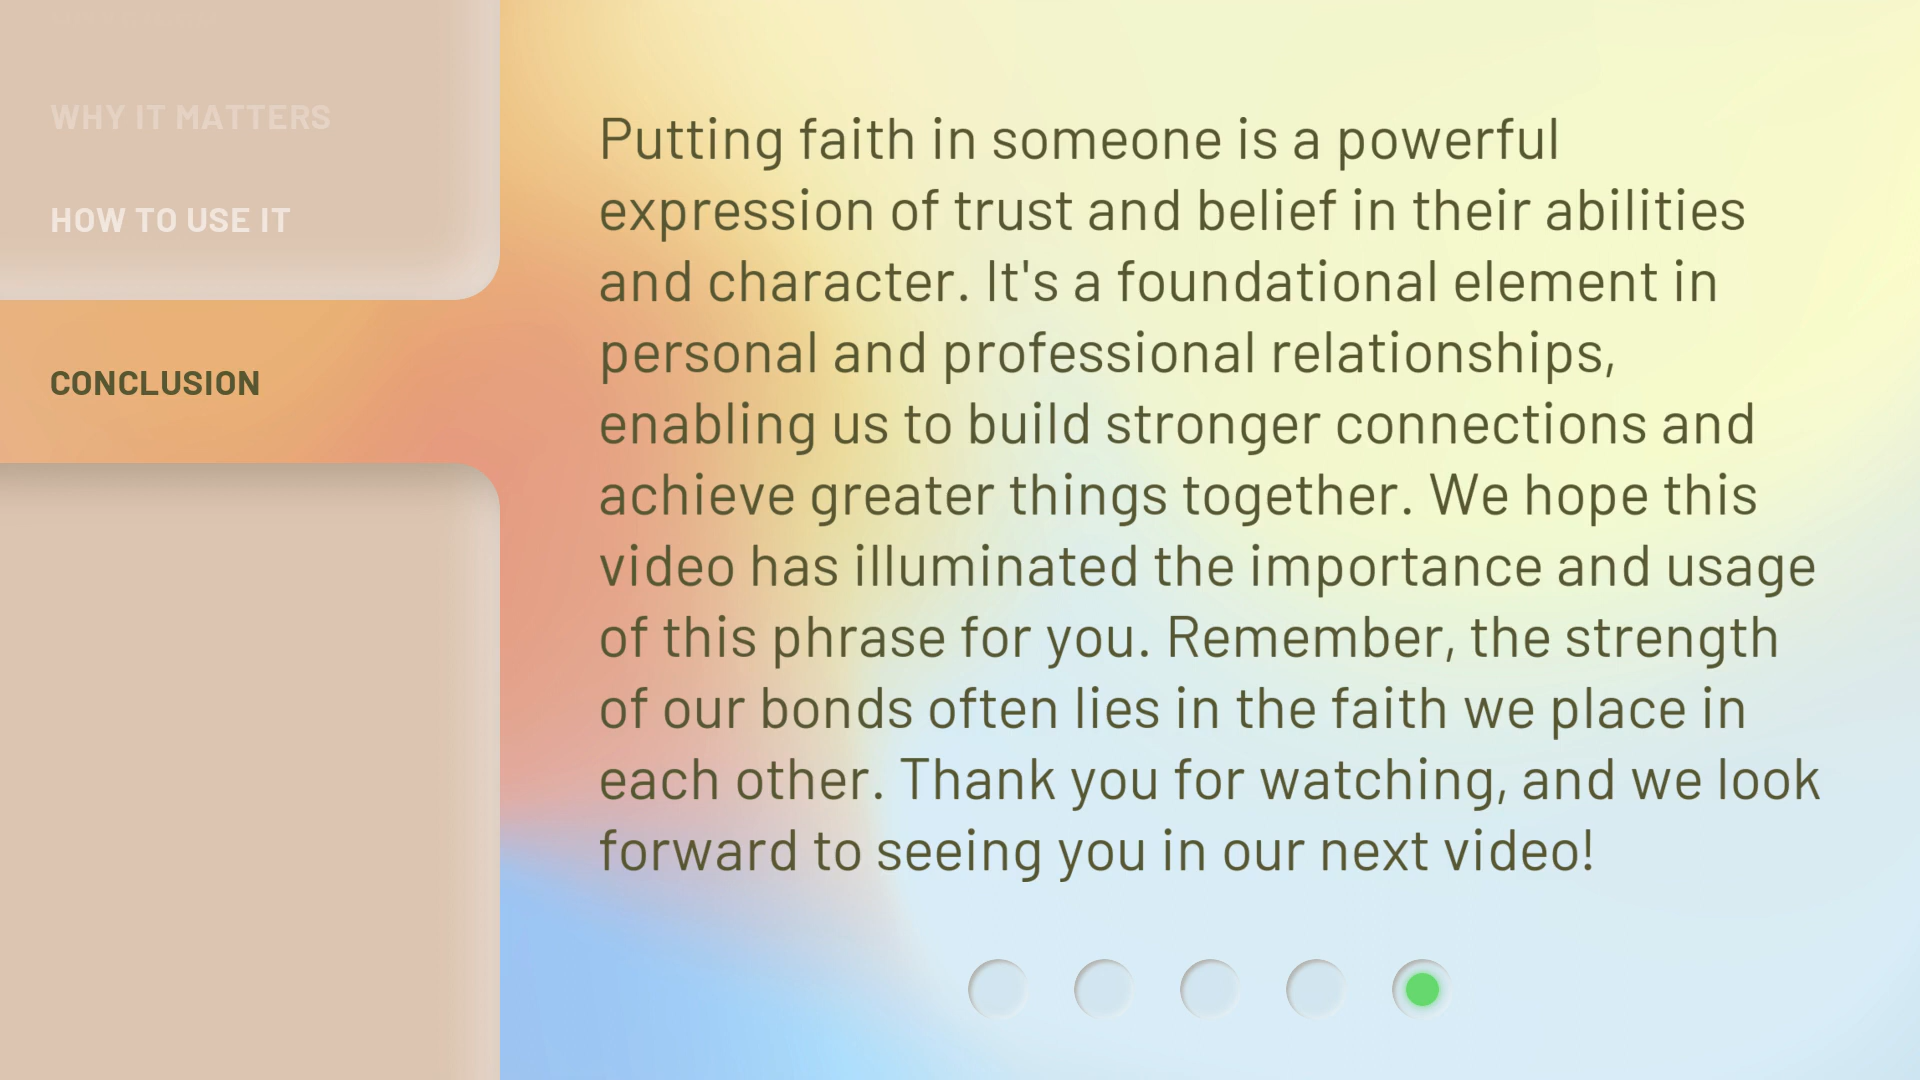 WHY IT MATTERS
HOW TO USE IT
CONCLUSION
Putting faith in someone is a powerful
expression of trust and belief in their abilities
and character. It's a foundational element in
personal and professional relationships,
enabling us to build stronger connections and
achieve greater things together. We hope this
video has illuminated the importance and usage
of this phrase for you. Remember, the strength
of our bonds often lies in the faith we place in
each other. Thank you for watching, and we look
forward to seeing you in our next video!